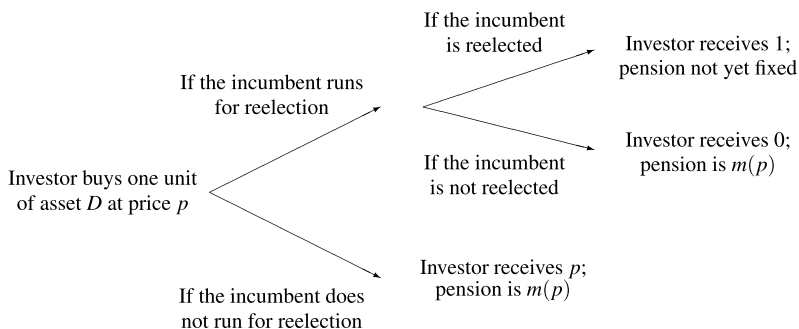 If the incumbent
is reelected
Investor receives 1;
pension not yet fixed
If the incumbent runs
for reelection
Investor receives 0;
pension is m(p)
If the incumbent
is not reelected
Investor buys one unit
of asset D at price p
Investor receives p;
pension is m(p)
If the incumbent does
not run for reelection